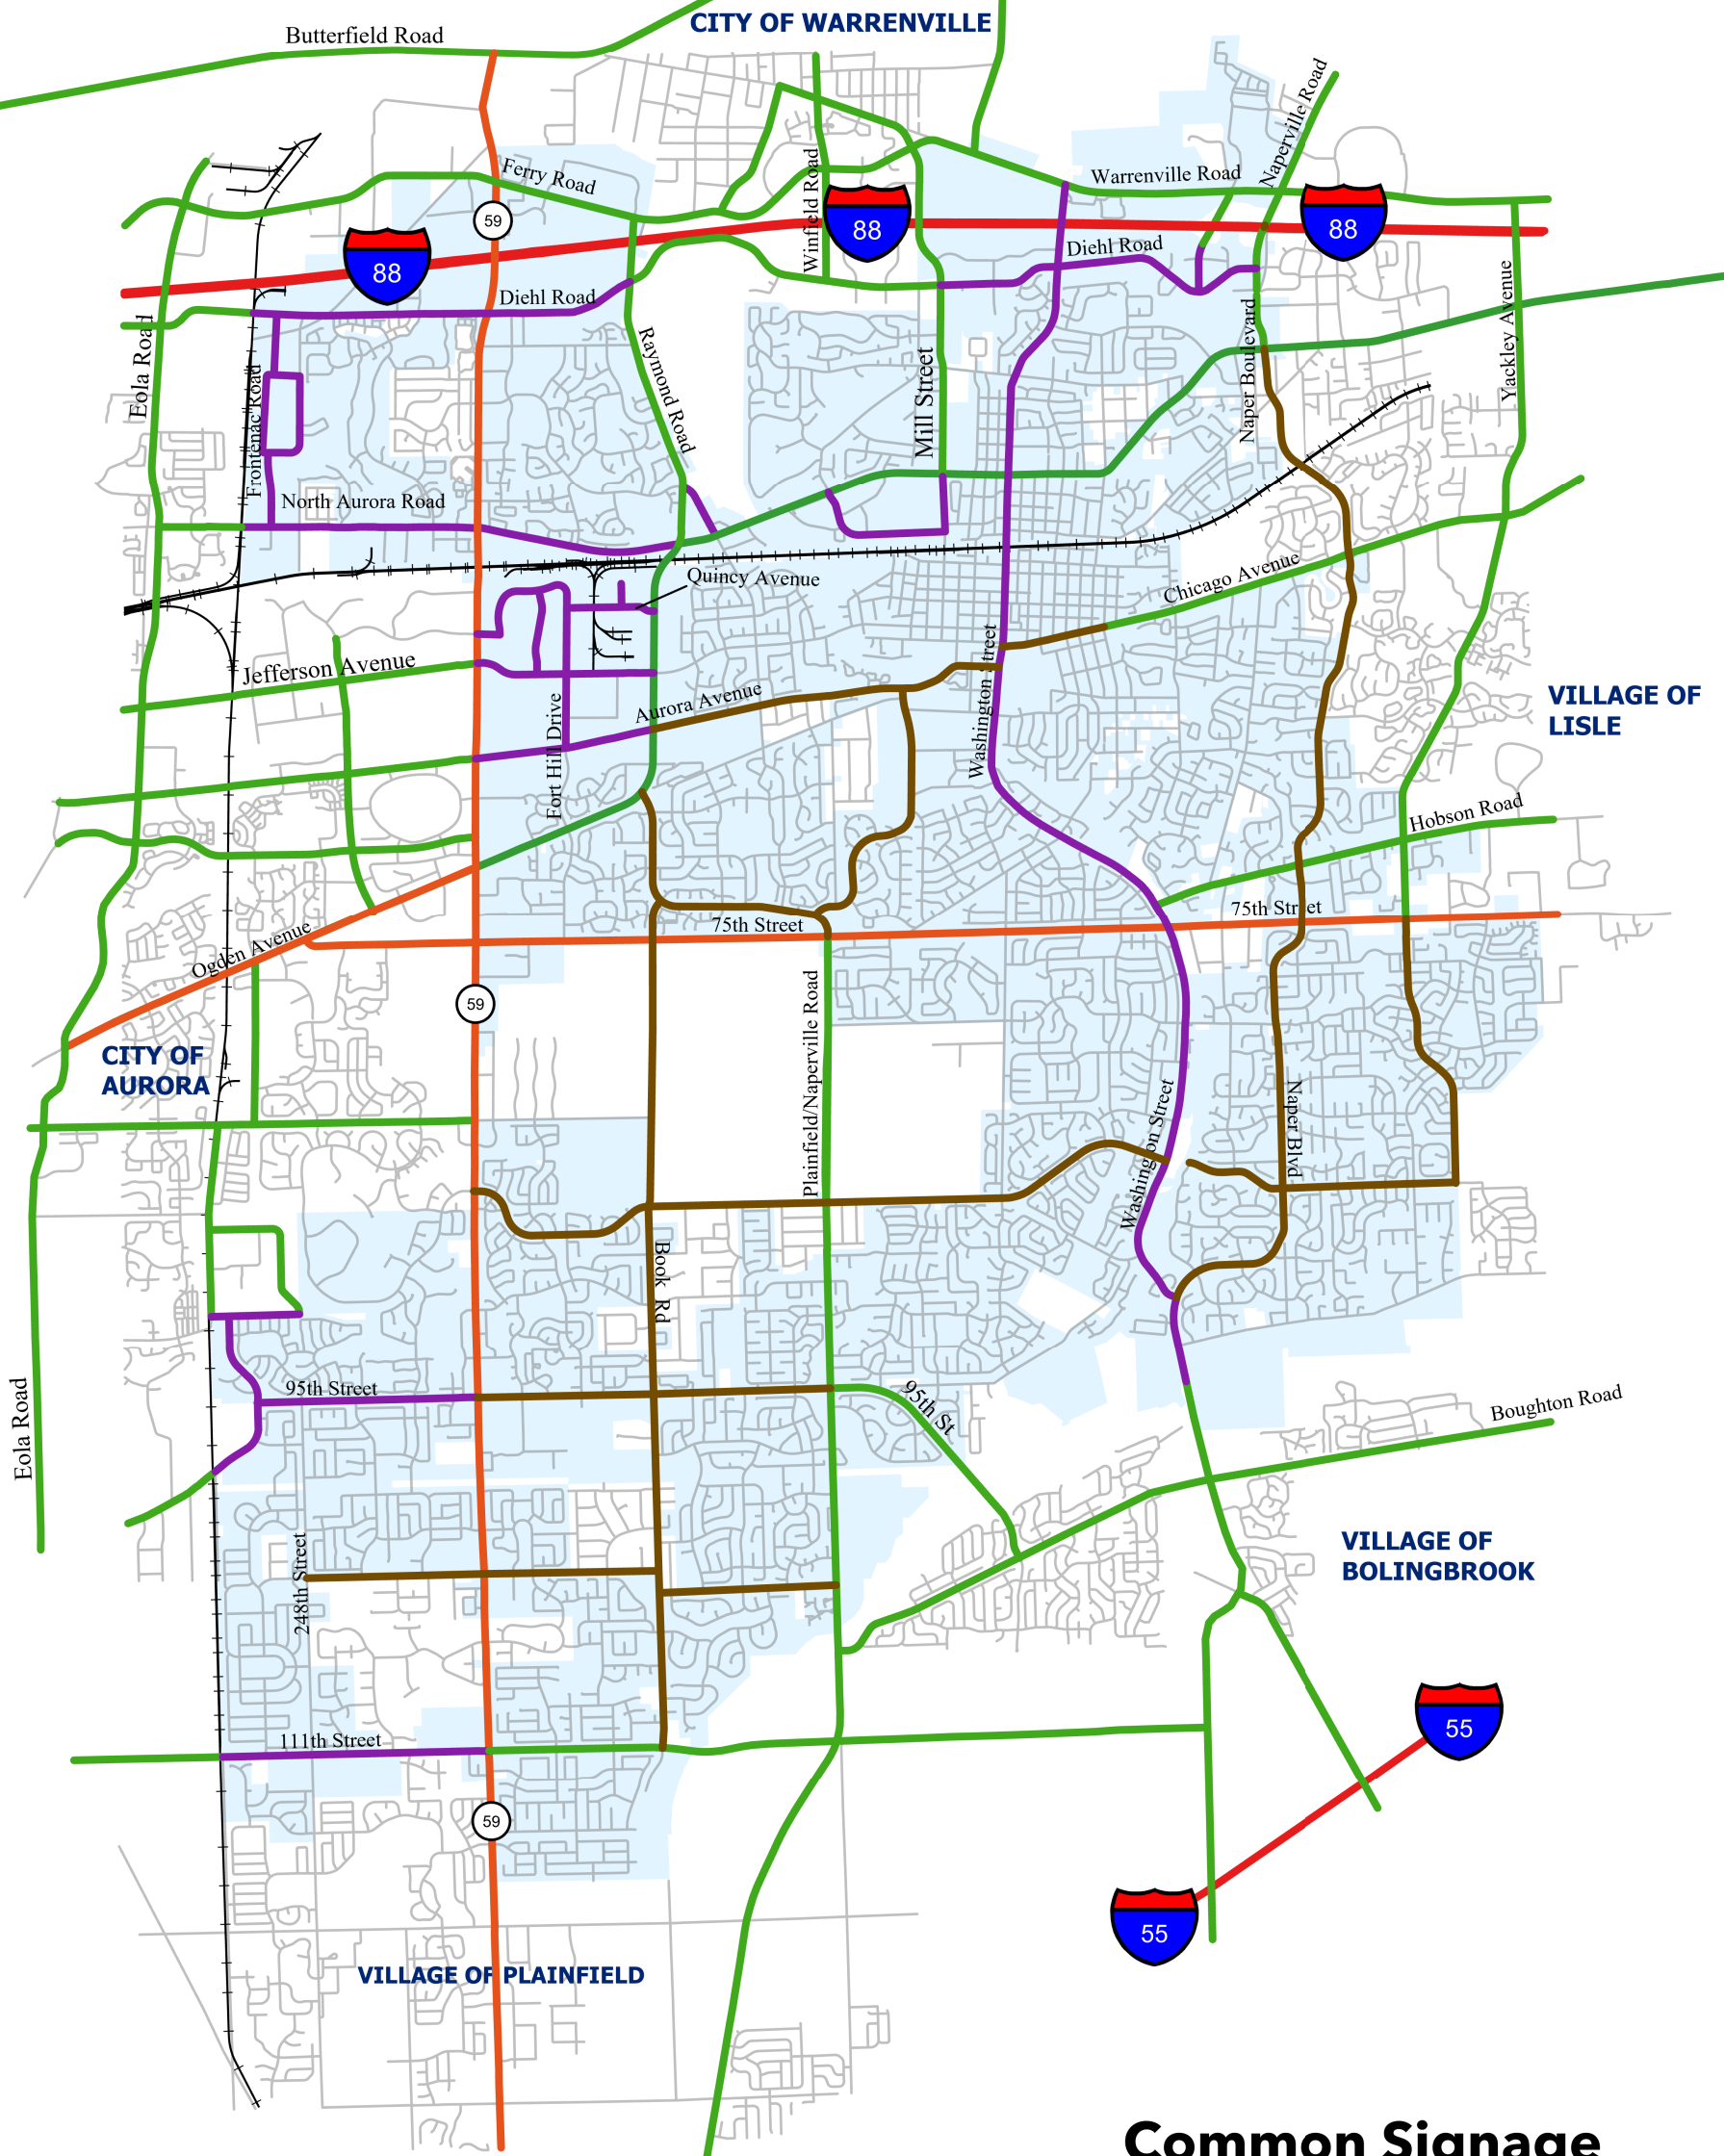 CITY OF WARRENVILLE
Butterfield Road
Naperville Road
Ferry Road
Winfield Road
Warrenville Road
59
88
88
88
Diehl Road
Diehl Road
Eola Road
Frontenac Road
Raymond Road
Mill Street
Naper Boulevard
Yackley Avenue
North Aurora Road
Quincy Avenue
Chicago Avenue
Jefferson Avenue
Aurora Avenue
Fort Hill Drive
Washington Street
VILLAGE OF
LISLE
Hobson Road
75th Street
75th Street
Ogden Avenue
59
Plainfield/Naperville Road
CITY OF
AURORA
Washington Street
Naper Blvd
Book Rd
Eola Road
95th Street
95th St
Boughton Road
248th Street
VILLAGE OF
BOLINGBROOK
111th Street
55
59
55
VILLAGE OF PLAINFIELD
Common Signage